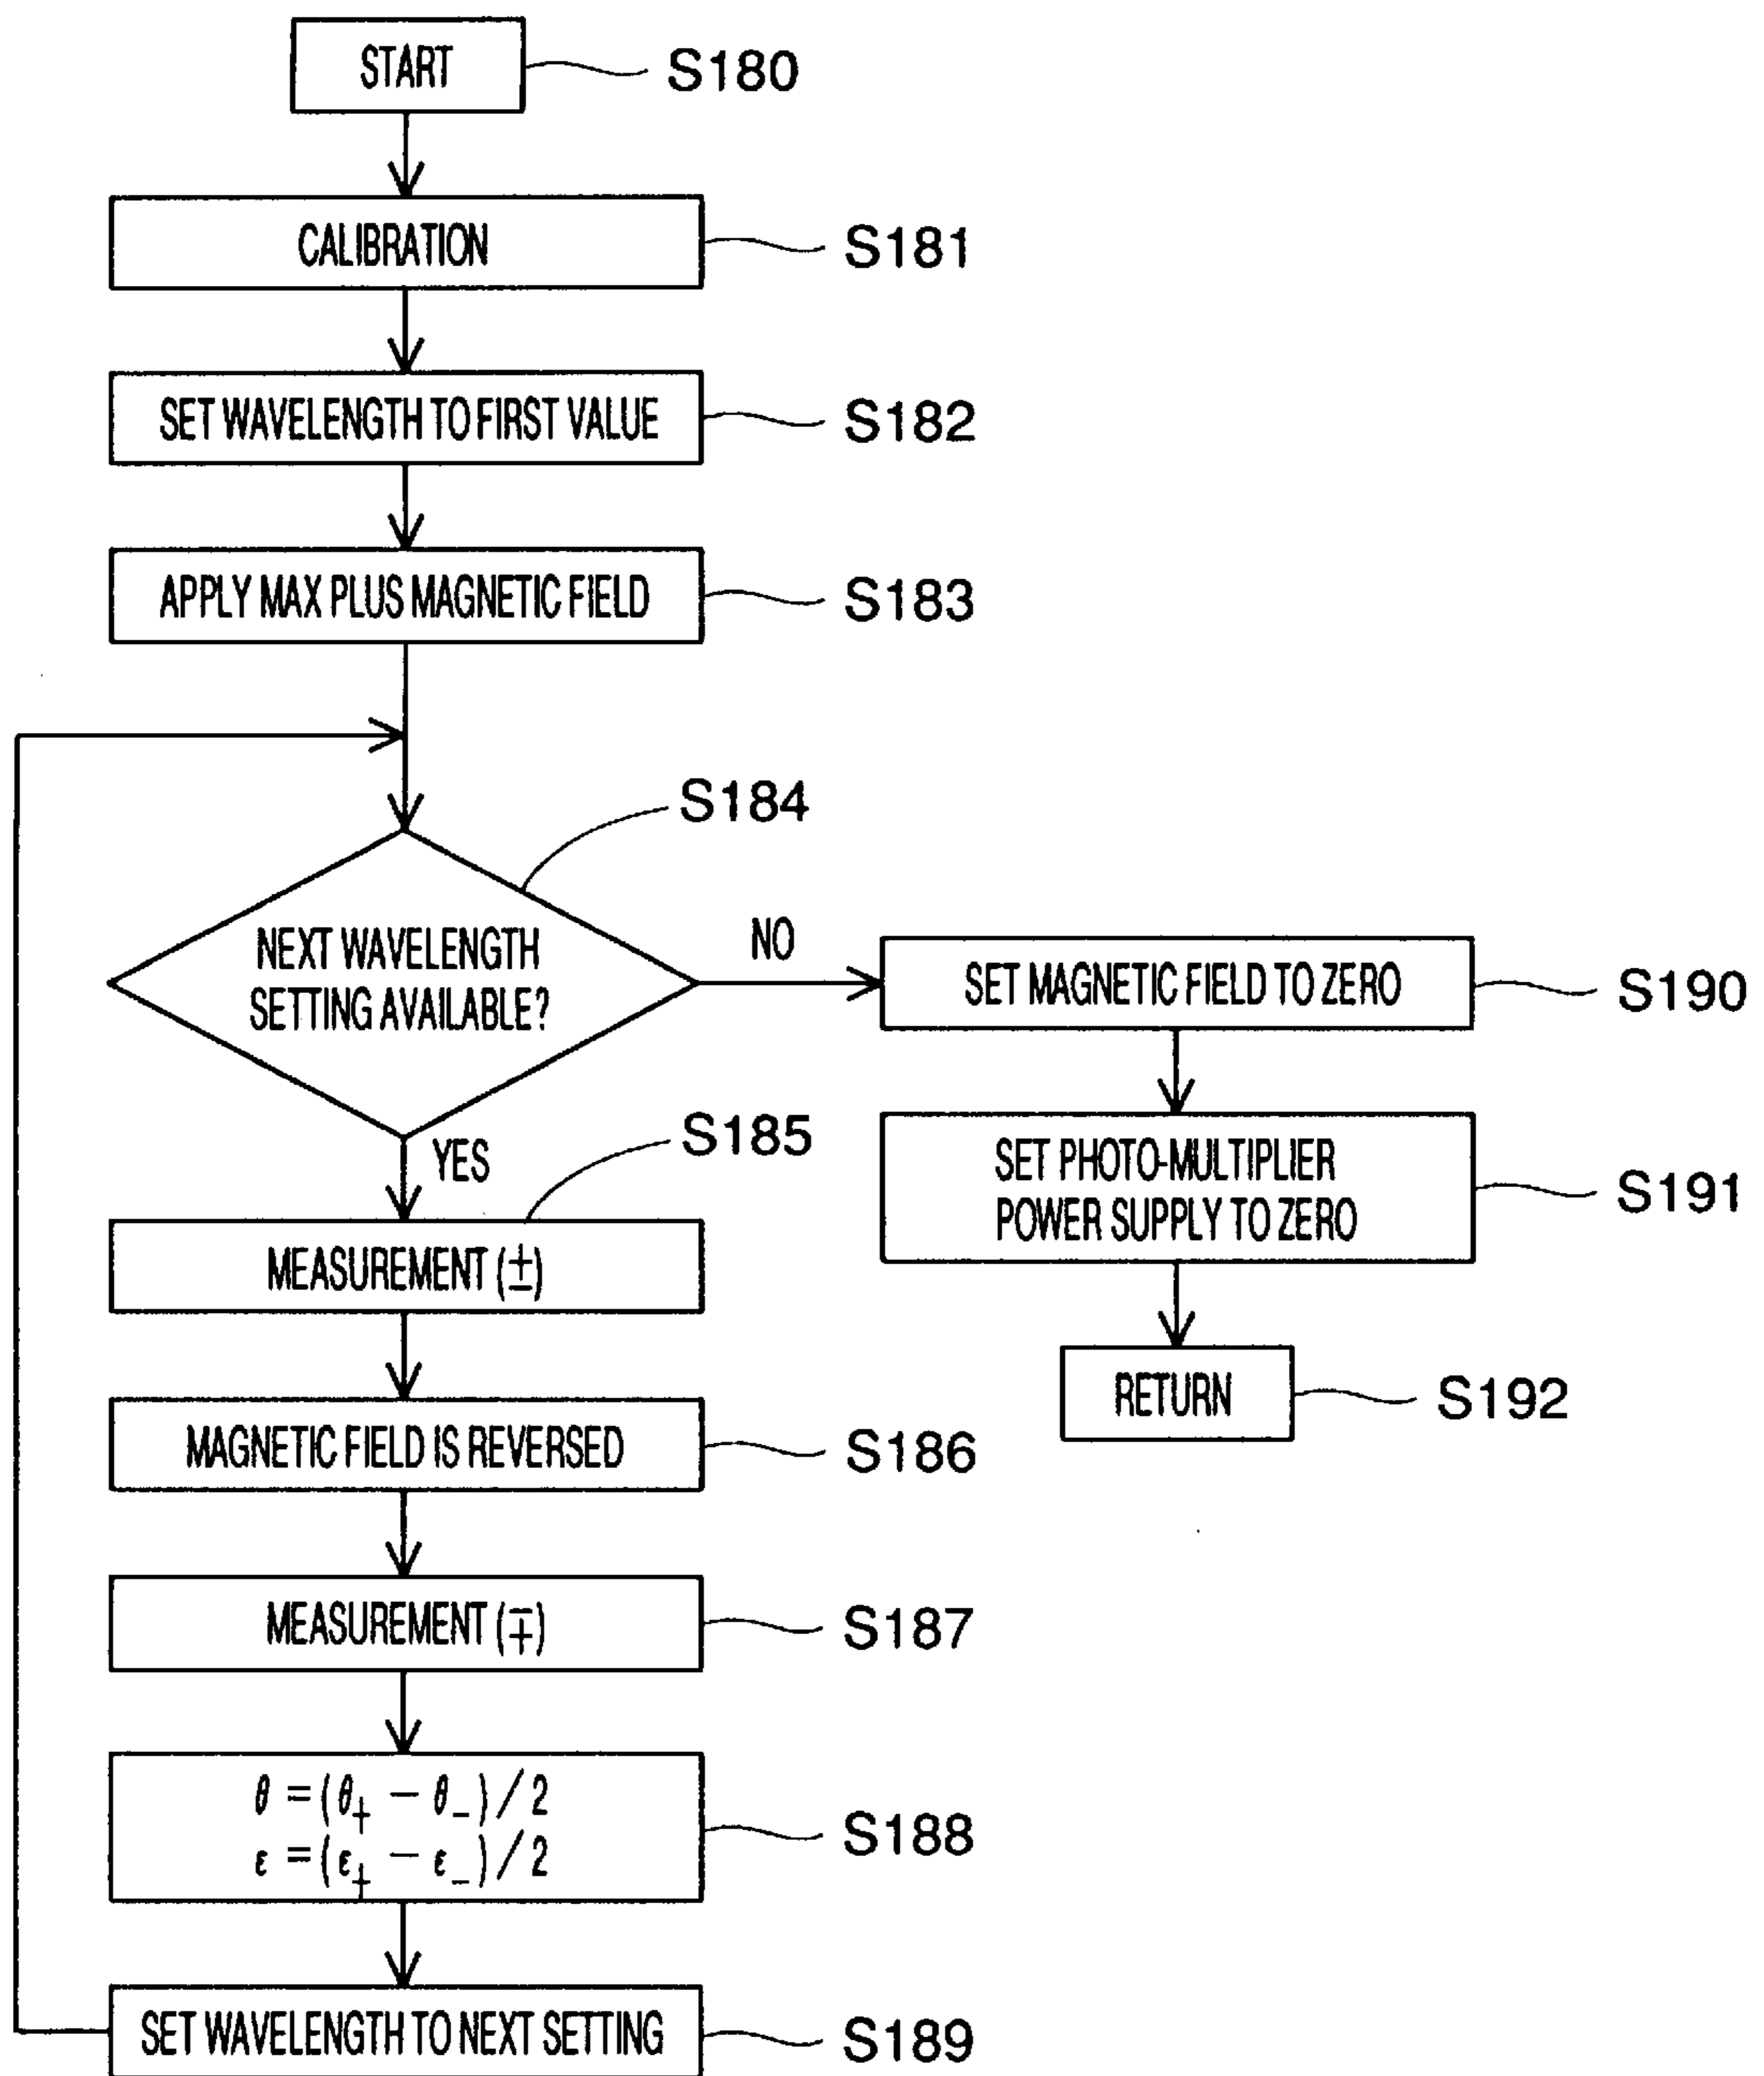 START
S180
CALIBRATION
S181
SET WAVELENGTH TO FIRST VALUE
S182
APPLY MAX PLUS MAGNETIC FIELD
S183
S184
NEXT WAVELENGTH
SETTING AVAILABLE?
NO
SET MAGNETIC FIELD TO ZERO
S190
YES
S185
SET PHOTO-MULTIPLIER
POWER SUPPLY TO ZERO
S191
MEASUREMENT (±)
RETURN
S192
MAGNETIC FIELD IS REVERSED
S186
MEASUREMENT (∓)
S187
θ = (θ₊ − θ₋) / 2
ε = (ε₊ − ε₋) / 2
S188
SET WAVELENGTH TO NEXT SETTING
S189